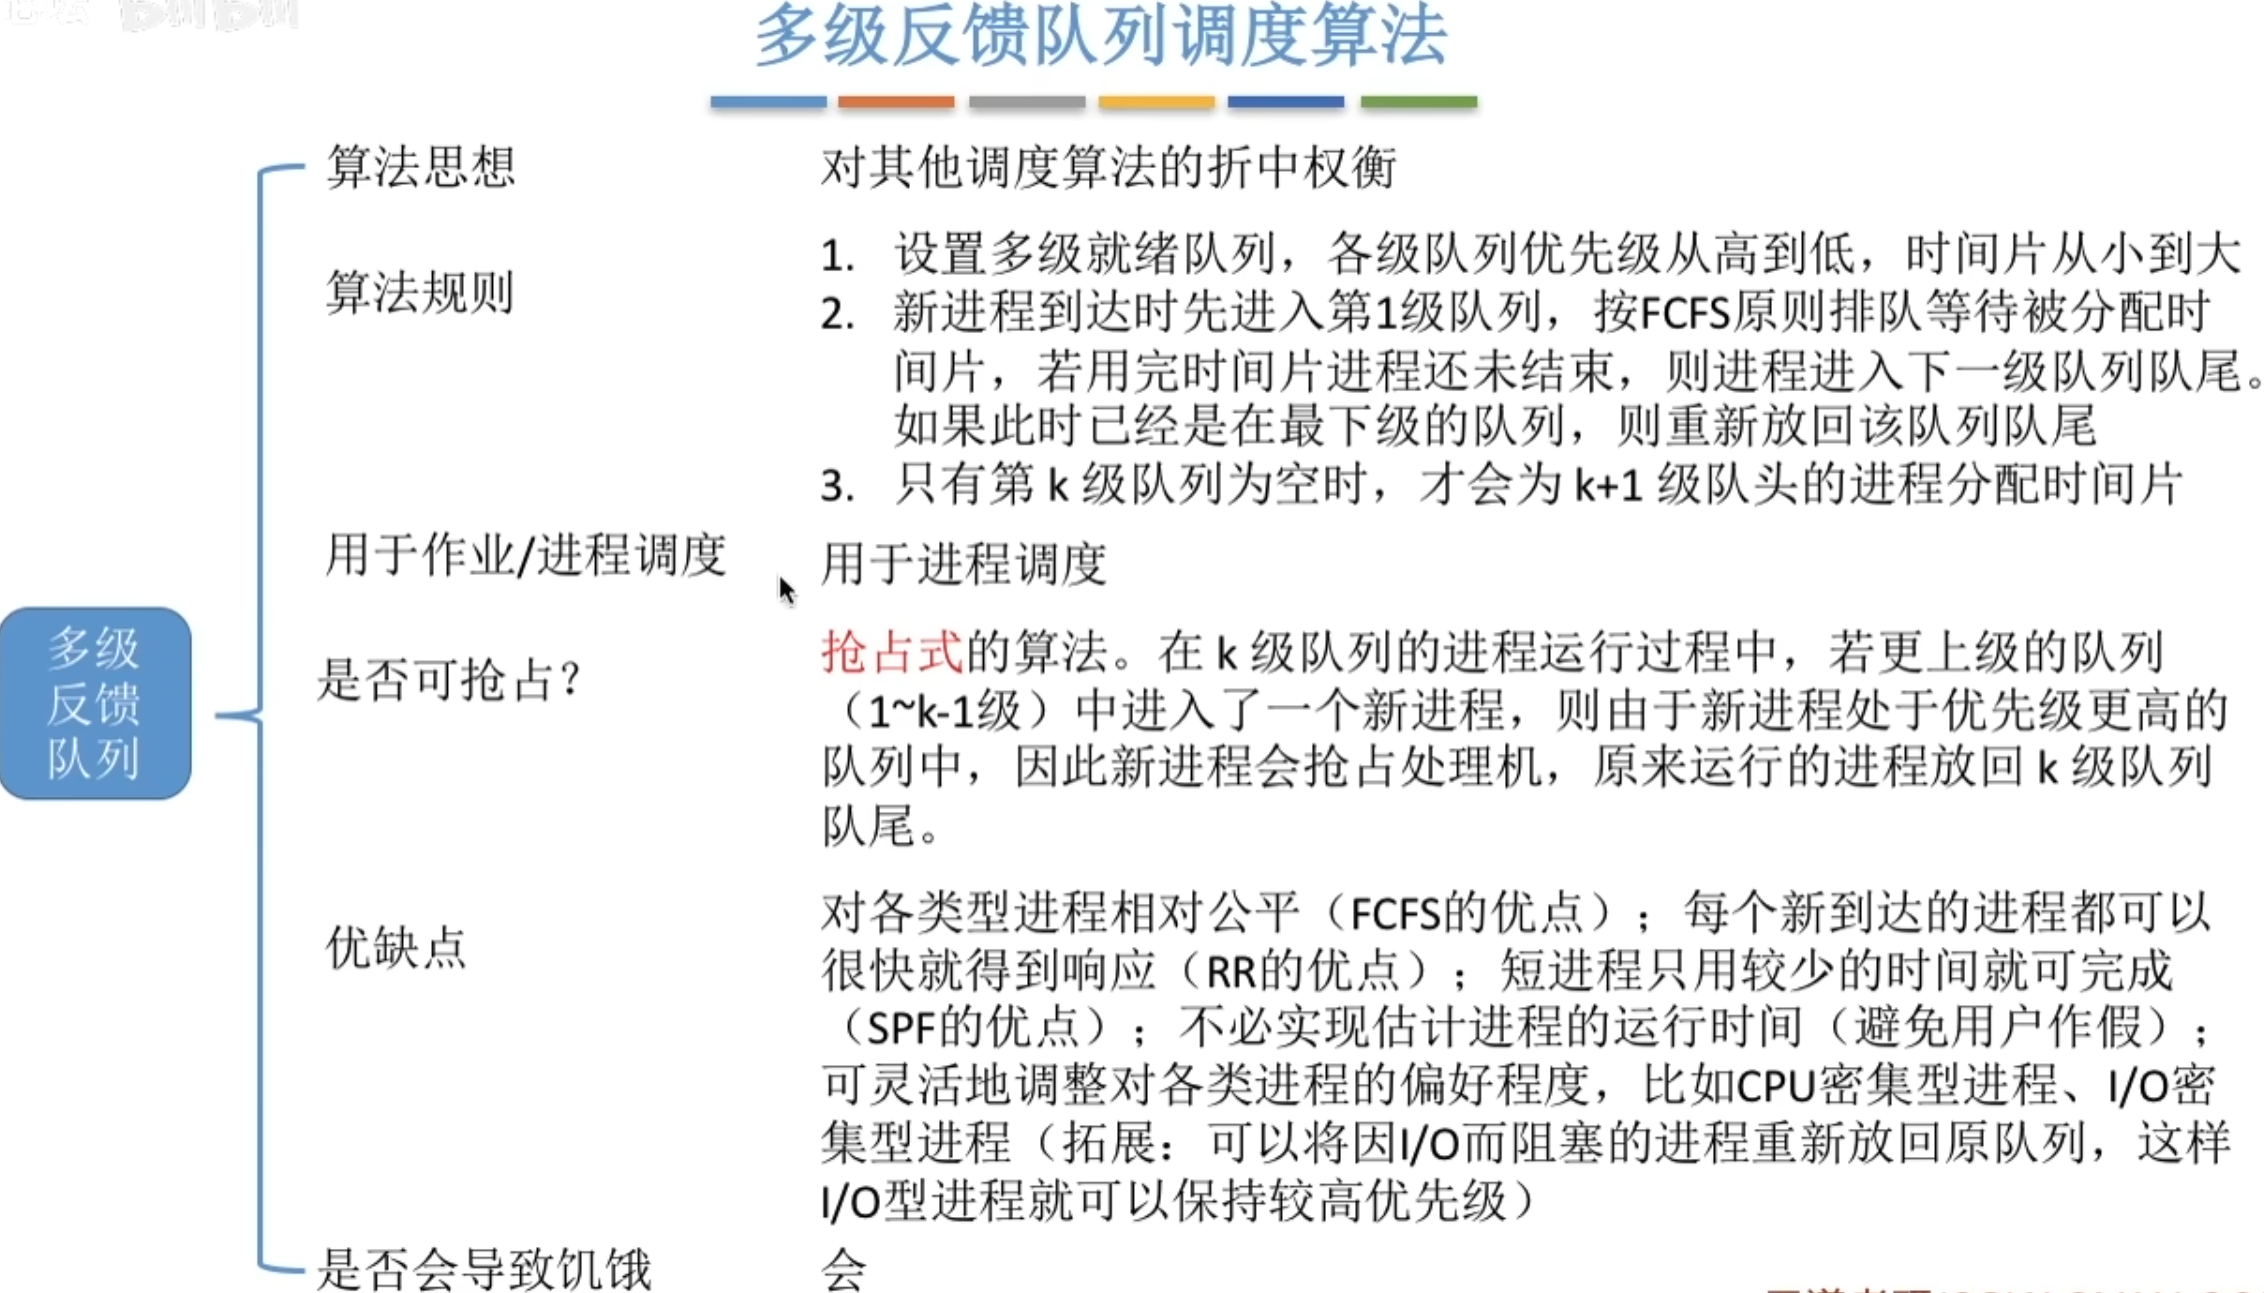 多级反馈队列调度算法
算法思想
对其他调度算法的折中权衡
算法规则
1. 设置多级就绪队列，各级队列优先级从高到低，时间片从小到大
2. 新进程到达时先进入第1级队列，按FCFS原则排队等待被分配时
间片，若用完时间片进程还未结束，则进程进入下一级队列队尾。
如果此时已经是在最下级的队列，则重新放回该队列队尾
3. 只有第 k 级队列为空时，才会为 k+1 级队头的进程分配时间片
用于作业/进程调度
用于进程调度
多级
反馈
队列
是否可抢占？
抢占式的算法。在 k 级队列的进程运行过程中，若更上级的队列
（1~k-1级）中进入了一个新进程，则由于新进程处于优先级更高的
队列中，因此新进程会抢占处理机，原来运行的进程放回 k 级队列
队尾。
优缺点
对各类型进程相对公平（FCFS的优点）；每个新到达的进程都可以
很快就得到响应（RR的优点）；短进程只用较少的时间就可完成
（SPF的优点）；不必实现估计进程的运行时间（避免用户作假）；
可灵活地调整对各类进程的偏好程度，比如CPU密集型进程、I/O密
集型进程（拓展：可以将因I/O而阻塞的进程重新放回原队列，这样
I/O型进程就可以保持较高优先级）
是否会导致饥饿
会